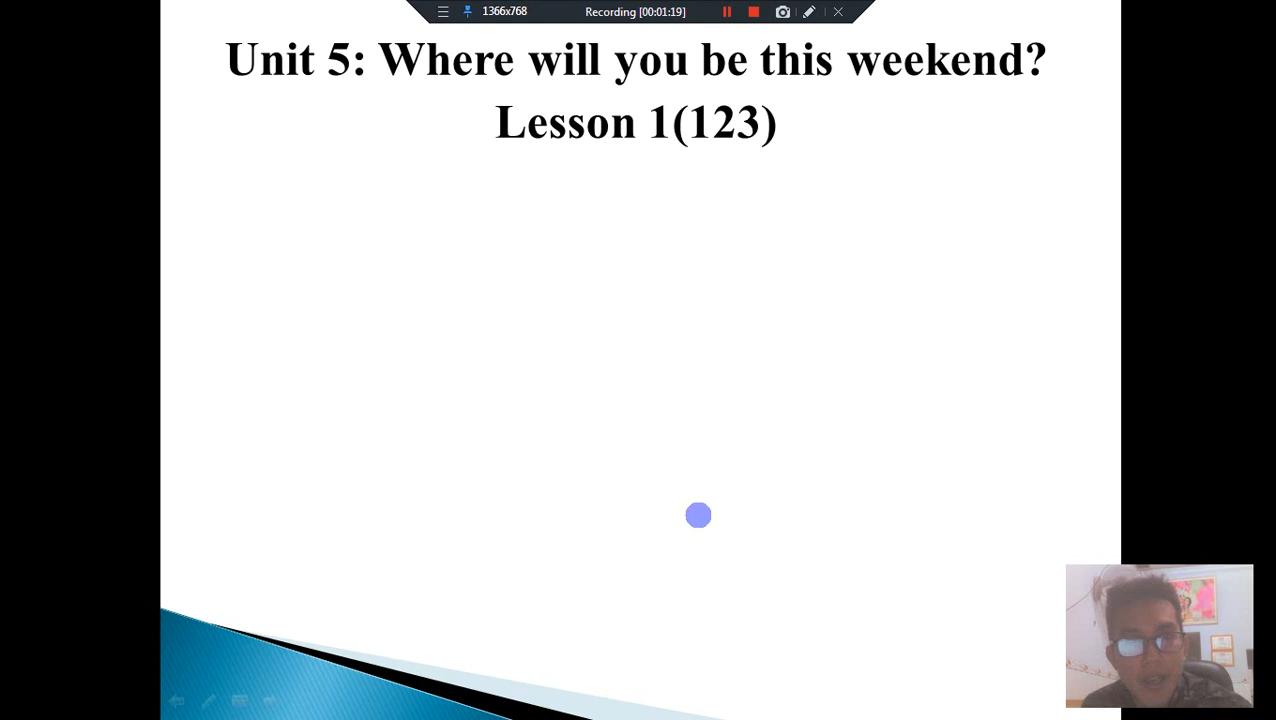 1366x768
Recording [00:01:19]
Unit 5: Where will you be this weekend?
Lesson 1(123)